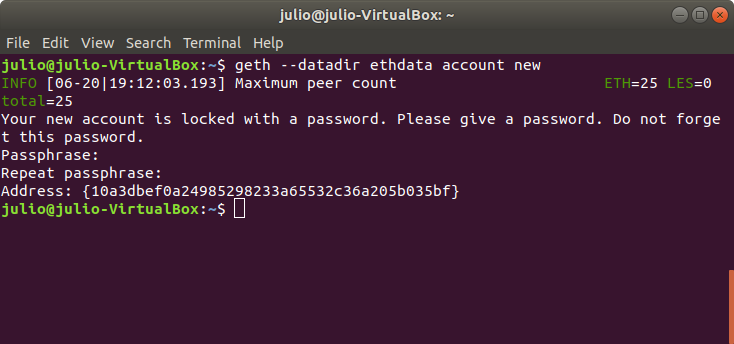 julio@julio-VirtualBox: ~
File Edit View Search Terminal Help
julio@julio-VirtualBox:~$ geth --datadir ethdata account new
INFO [06-20|19:12:03.193] Maximum peer count ETH=25 LES=0
total=25
Your new account is locked with a password. Please give a password. Do not forge
t this password.
Passphrase:
Repeat passphrase:
Address: {10a3dbef0a24985298233a65532c36a205b035bf}
julio@julio-VirtualBox:~$